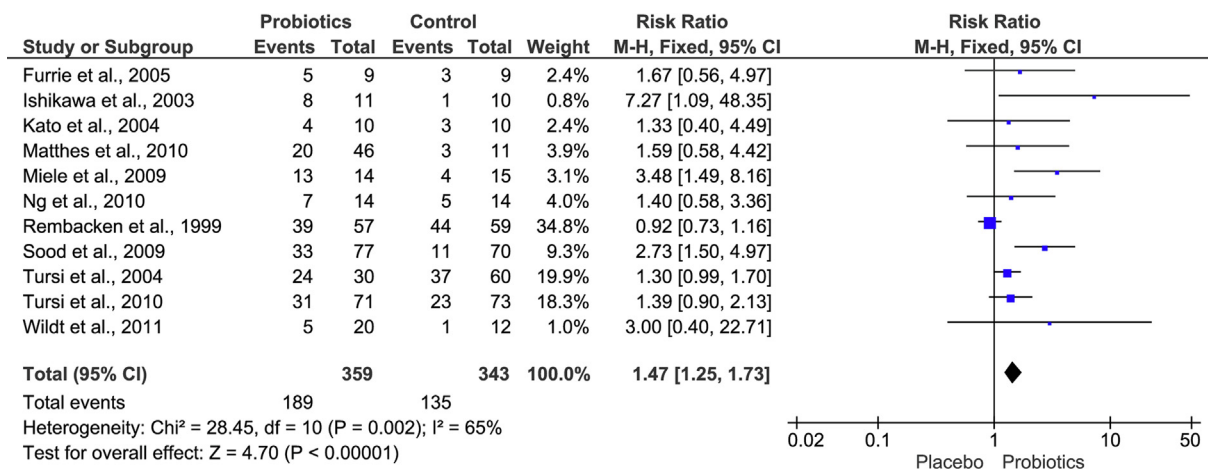 Probiotics Control Risk Ratio Risk Ratio
Study or Subgroup Events Total Events Total Weight M-H, Fixed, 95% CI M-H, Fixed, 95% CI
Furrie et al., 2005 5 9 3 9 2.4% 1.67 [0.56, 4.97]
Ishikawa et al., 2003 8 11 1 10 0.8% 7.27 [1.09, 48.35]
Kato et al., 2004 4 10 3 10 2.4% 1.33 [0.40, 4.49]
Matthes et al., 2010 20 46 3 11 3.9% 1.59 [0.58, 4.42]
Miele et al., 2009 13 14 4 15 3.1% 3.48 [1.49, 8.16]
Ng et al., 2010 7 14 5 14 4.0% 1.40 [0.58, 3.36]
Rembacken et al., 1999 39 57 44 59 34.8% 0.92 [0.73, 1.16]
Sood et al., 2009 33 77 11 70 9.3% 2.73 [1.50, 4.97]
Tursi et al., 2004 24 30 37 60 19.9% 1.30 [0.99, 1.70]
Tursi et al., 2010 31 71 23 73 18.3% 1.39 [0.90, 2.13]
Wildt et al., 2011 5 20 1 12 1.0% 3.00 [0.40, 22.71]
Total (95% CI) 359 343 100.0% 1.47 [1.25, 1.73]
Total events 189 135
Heterogeneity: Chi² = 28.45, df = 10 (P = 0.002); I² = 65%
Test for overall effect: Z = 4.70 (P < 0.00001)
0.02 0.1 1 10 50
Placebo Probiotics